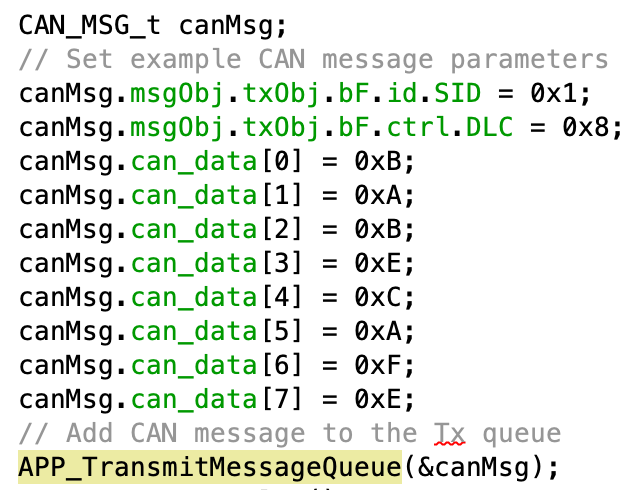 CAN_MSG_t canMsg;
// Set example CAN message parameters
canMsg.msgObj.txObj.bF.id.SID = 0x1;
canMsg.msgObj.txObj.bF.ctrl.DLC = 0x8;
canMsg.can_data[0] = 0xB;
canMsg.can_data[1] = 0xA;
canMsg.can_data[2] = 0xB;
canMsg.can_data[3] = 0xE;
canMsg.can_data[4] = 0xC;
canMsg.can_data[5] = 0xA;
canMsg.can_data[6] = 0xF;
canMsg.can_data[7] = 0xE;
// Add CAN message to the Tx queue
APP_TransmitMessageQueue(&canMsg);